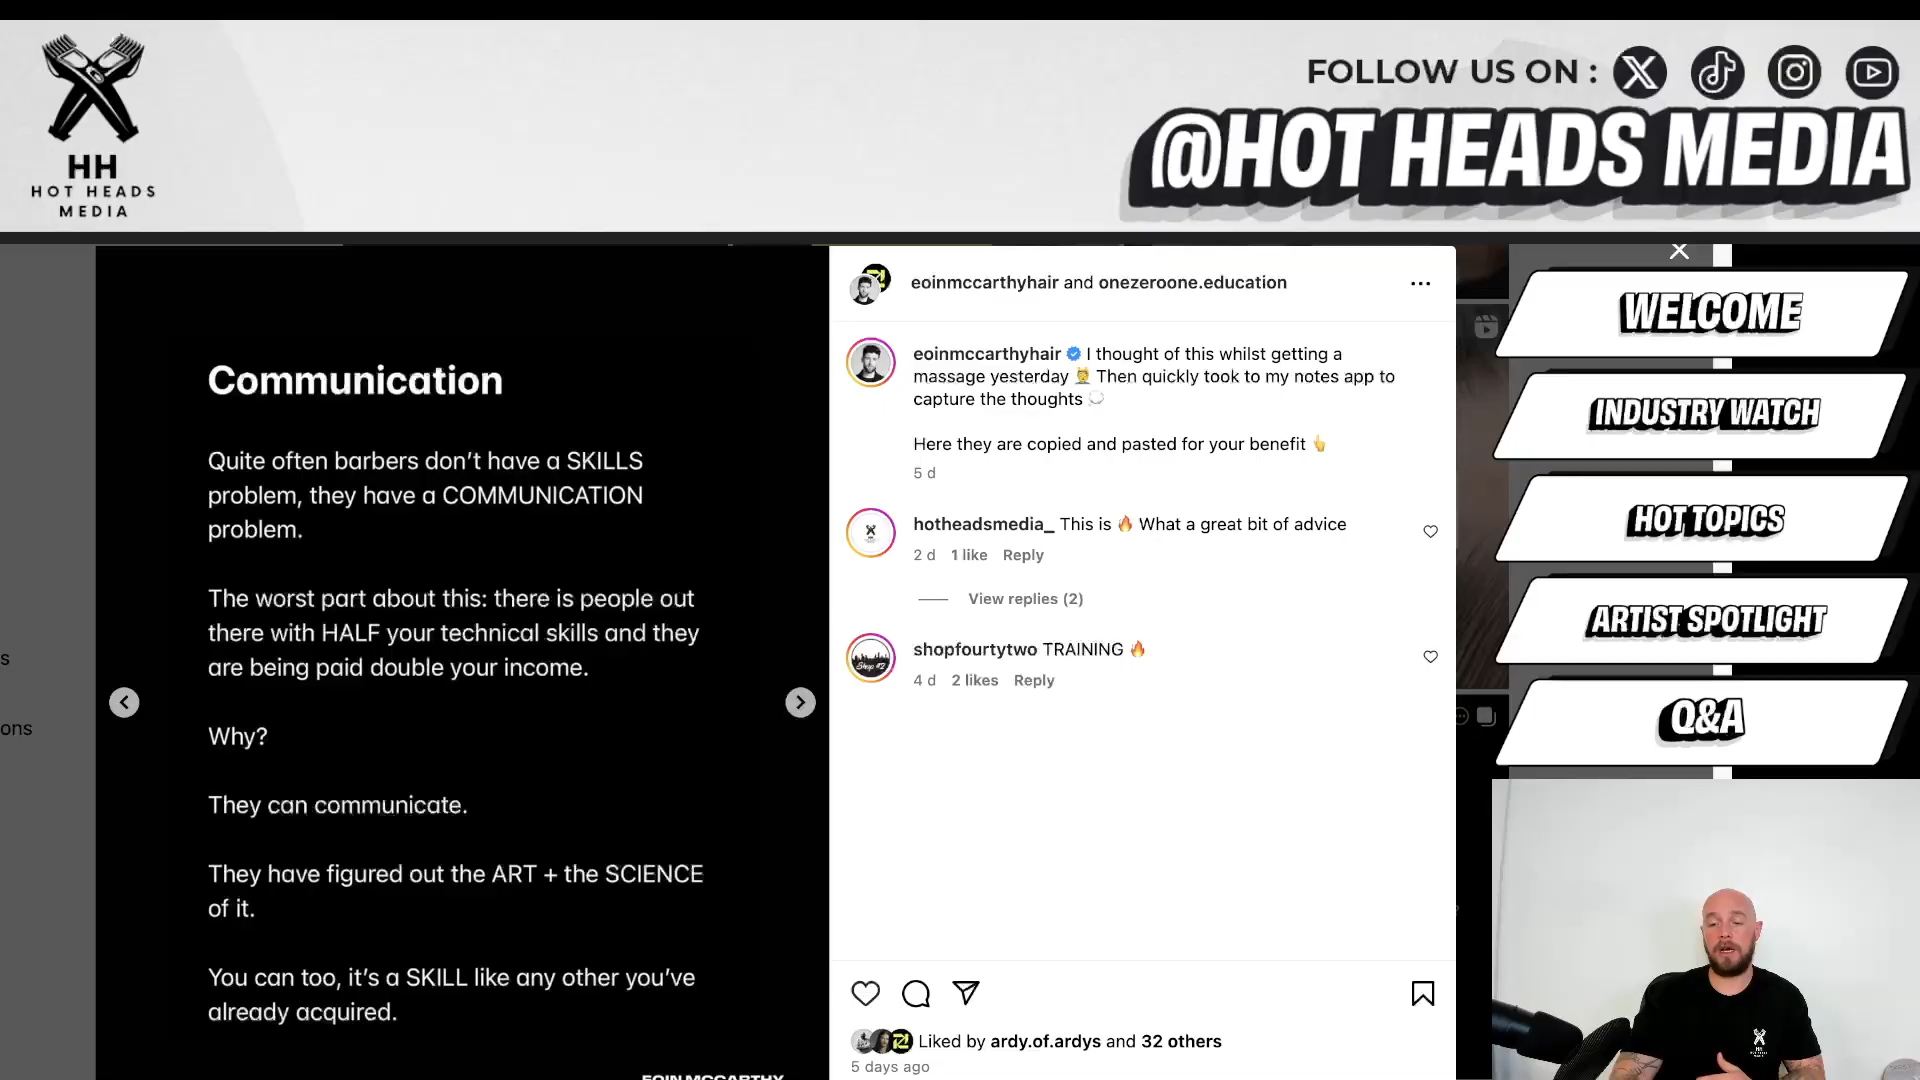 FOLLOW US ON :
@HOT HEADS MEDIA
HH
HOT HEADS
MEDIA
s
ons
Communication
Quite often barbers don’t have a SKILLS
problem, they have a COMMUNICATION
problem.
The worst part about this: there is people out
there with HALF your technical skills and they
are being paid double your income.
Why?
They can communicate.
They have figured out the ART + the SCIENCE
of it.
You can too, it’s a SKILL like any other you’ve
already acquired.
EOIN MCCARTHY
eoinmccarthyhair and onezeroone.education
eoinmccarthyhair I thought of this whilst getting a
massage yesterday 💆 Then quickly took to my notes app to
capture the thoughts 💭
Here they are copied and pasted for your benefit 👆
5 d
hotheadsmedia_ This is 🔥 What a great bit of advice
2 d 1 like Reply
View replies (2)
shopfourtytwo TRAINING 🔥
4 d 2 likes Reply
Liked by ardy.of.ardys and 32 others
5 days ago
WELCOME
INDUSTRY WATCH
HOT TOPICS
ARTIST SPOTLIGHT
Q&A